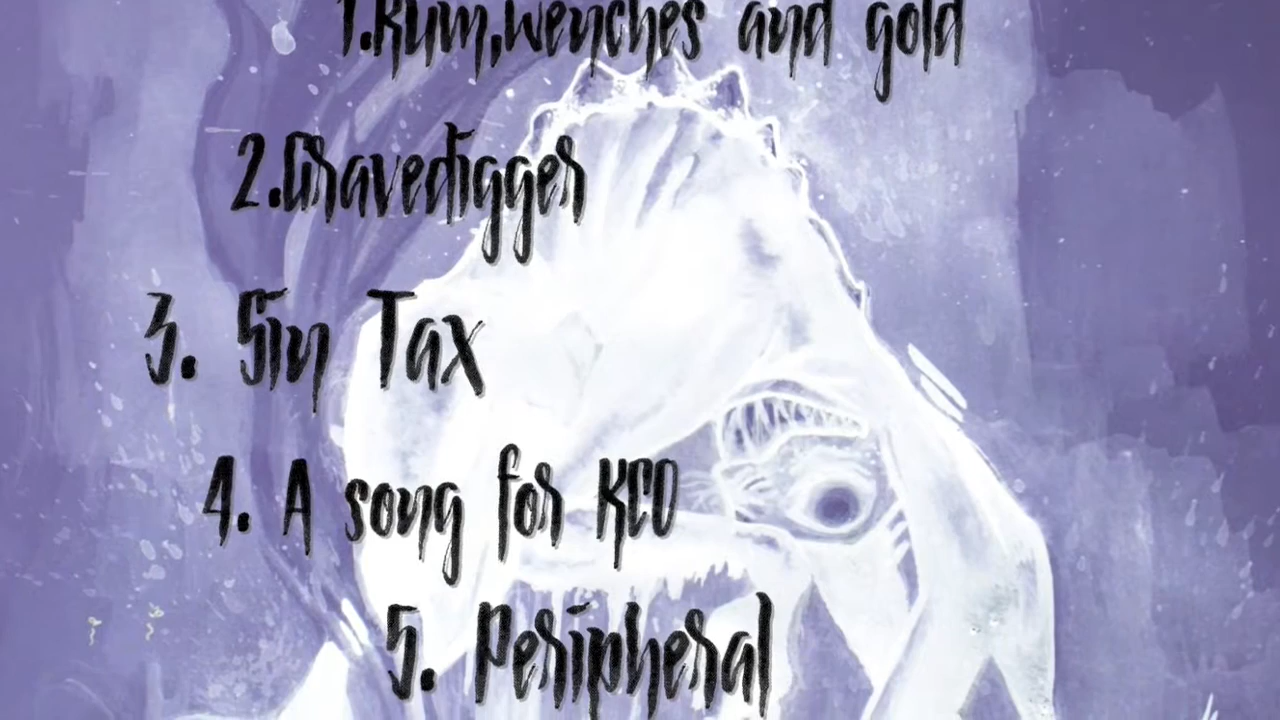 1.Rum,wenches and gold
2.Gravedigger
3. Sin Tax
4. A song for KCO
5. Peripheral